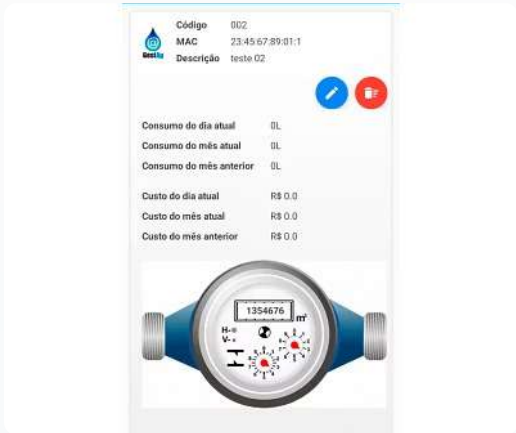 Código 002
MAC 23:45:67:89:01:1
Descrição teste 02
GestAg
Consumo do dia atual 0L
Consumo do mês atual 0L
Consumo do mês anterior 0L
Custo do dia atual R$ 0.0
Custo do mês atual R$ 0.0
Custo do mês anterior R$ 0.0
1354676 m³
H-
V-